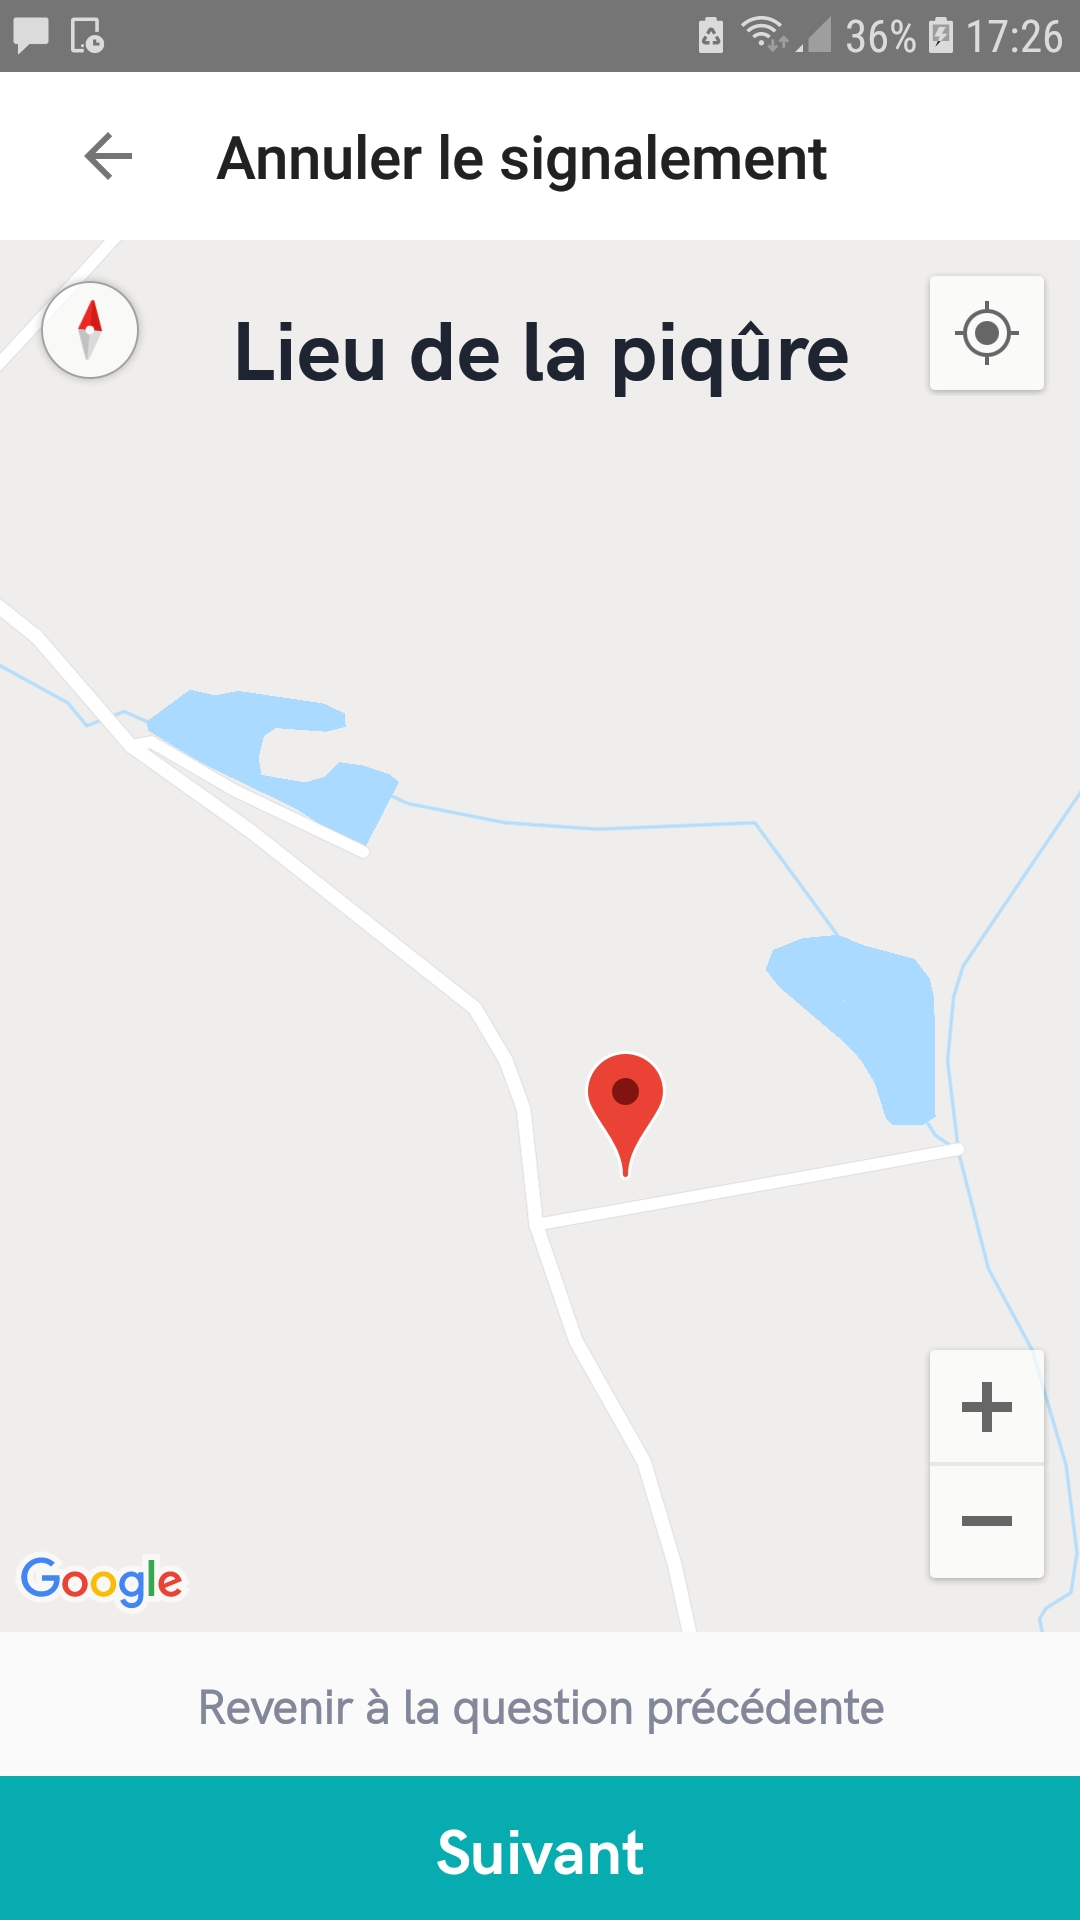 36% 17:26
Annuler le signalement
Lieu de la piqûre
Google
Revenir à la question précédente
Suivant